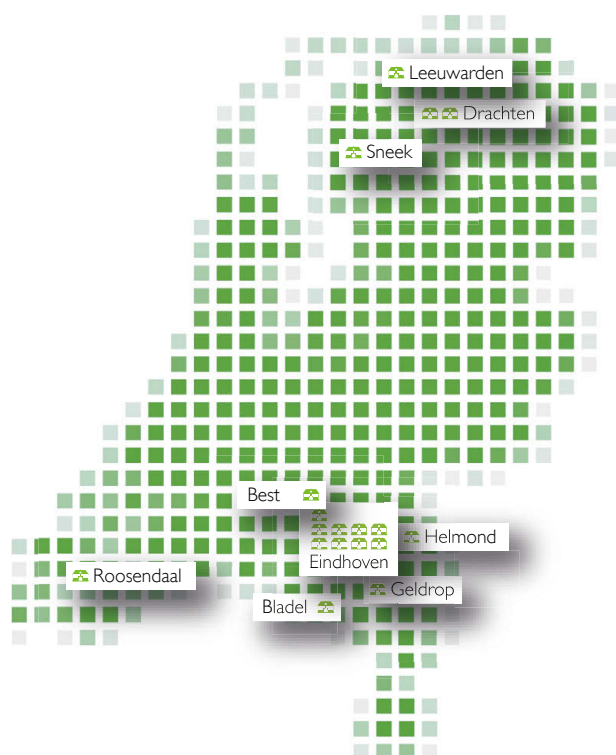 Leeuwarden
Drachten
Sneek
Best
Helmond
Eindhoven
Roosendaal
Geldrop
Bladel